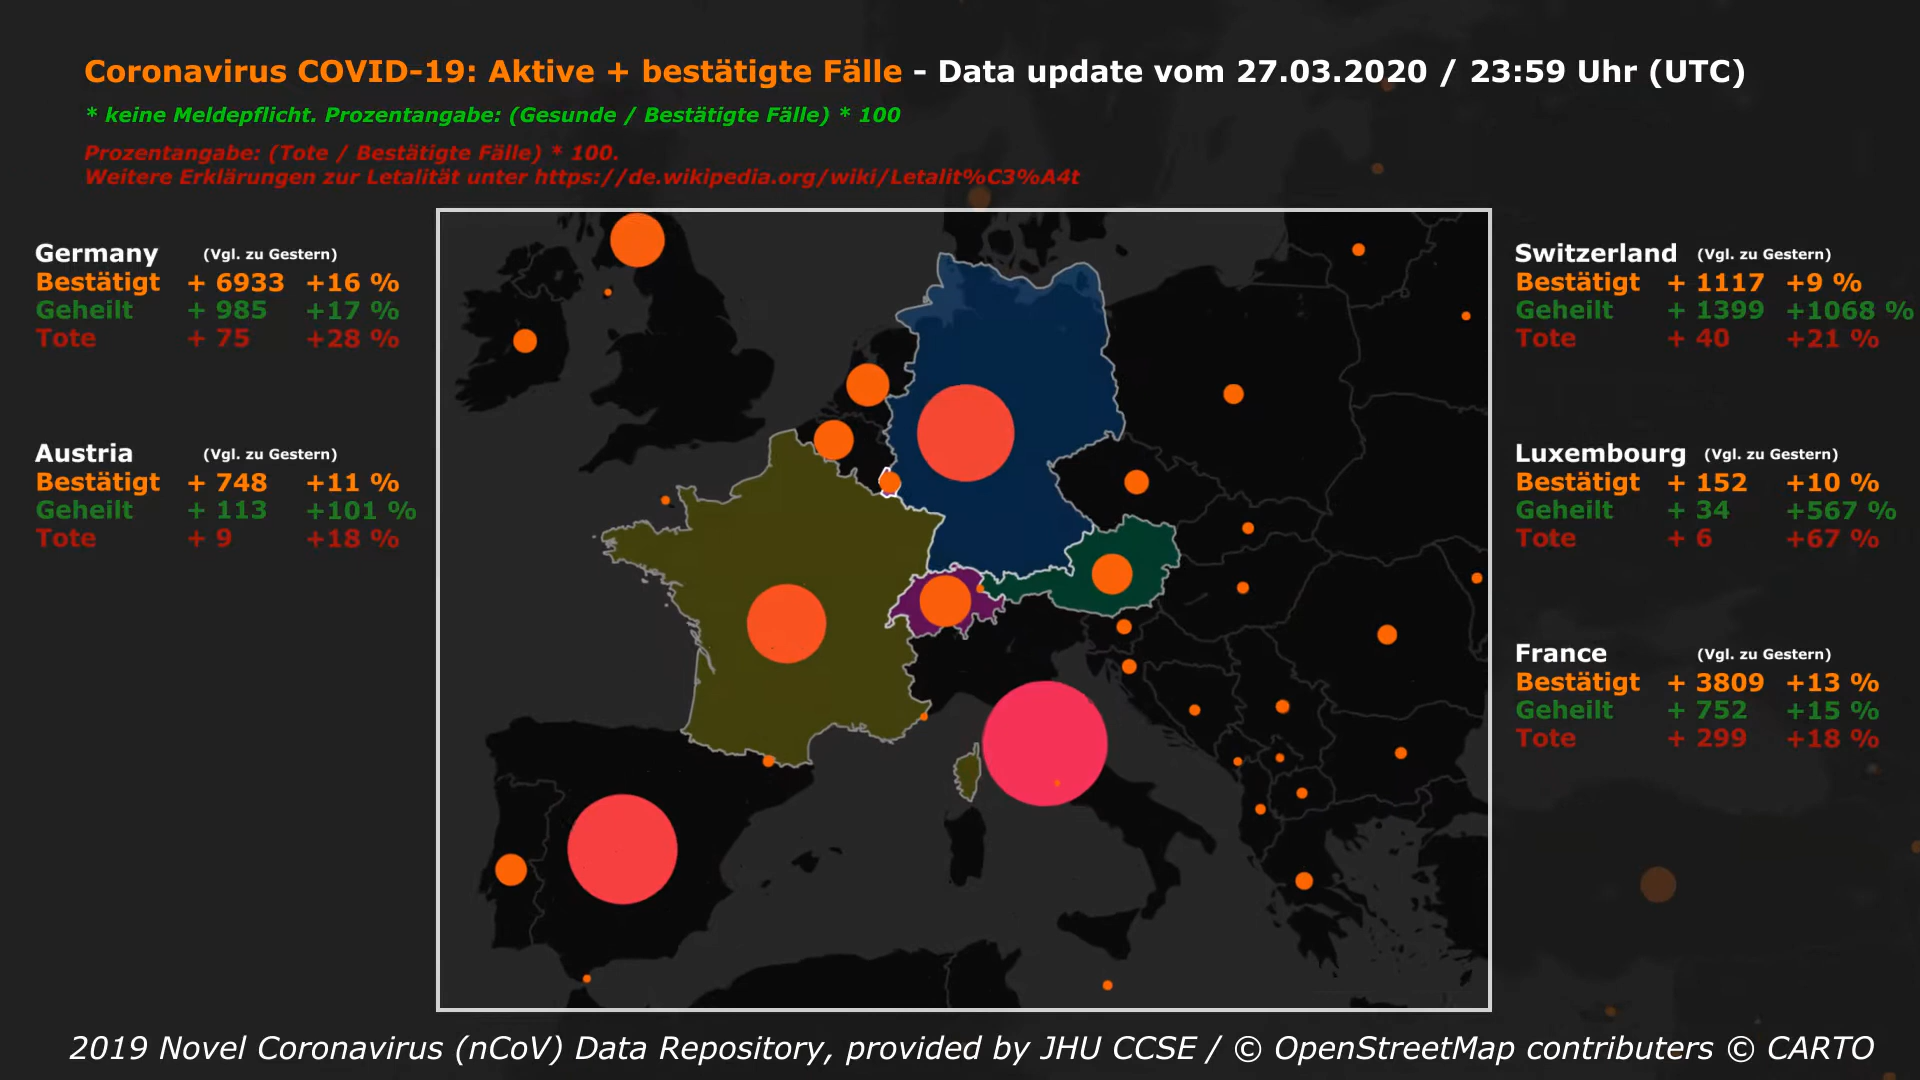 Coronavirus COVID-19: Aktive + bestätigte Fälle - Data update vom 27.03.2020 / 23:59 Uhr (UTC)
* keine Meldepflicht. Prozentangabe: (Gesunde / Bestätigte Fälle) * 100
Prozentangabe: (Tote / Bestätigte Fälle) * 100.
Weitere Erklärungen zur Letalität unter https://de.wikipedia.org/wiki/Letalit%C3%A4t
Germany (Vgl. zu Gestern)
Bestätigt + 6933 +16 %
Geheilt + 985 +17 %
Tote + 75 +28 %
Austria (Vgl. zu Gestern)
Bestätigt + 748 +11 %
Geheilt + 113 +101 %
Tote + 9 +18 %
Switzerland (Vgl. zu Gestern)
Bestätigt + 1117 +9 %
Geheilt + 1399 +1068 %
Tote + 40 +21 %
Luxembourg (Vgl. zu Gestern)
Bestätigt + 152 +10 %
Geheilt + 34 +567 %
Tote + 6 +67 %
France (Vgl. zu Gestern)
Bestätigt + 3809 +13 %
Geheilt + 752 +15 %
Tote + 299 +18 %
2019 Novel Coronavirus (nCoV) Data Repository, provided by JHU CCSE / © OpenStreetMap contributers © CARTO